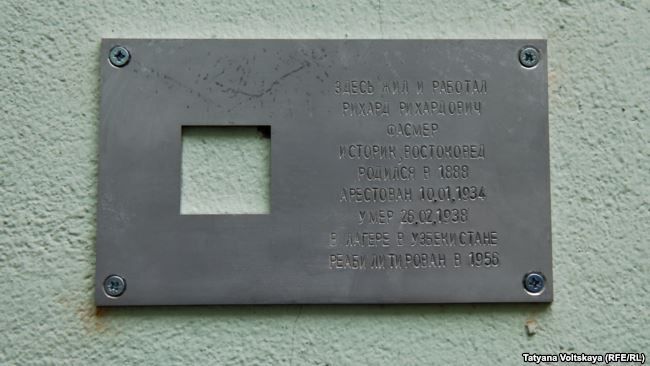 ЗДЕСЬ ЖИЛ И РАБОТАЛ
РИХАРД РИХАРДОВИЧ
ФАСМЕР
ИСТОРИК, ВОСТОКОВЕД
РОДИЛСЯ В 1888
АРЕСТОВАН 10.01.1934
УМЕР 26.02.1938
В ЛАГЕРЕ В УЗБЕКИСТАНЕ
РЕАБИЛИТИРОВАН В 1956
Tatyana Voltskaya (RFE/RL)